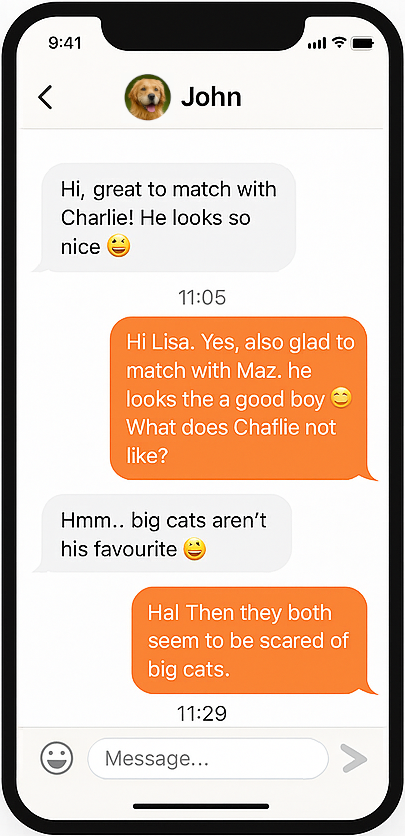 9:41
John
Hi, great to match with
Charlie! He looks so
nice 😄
11:05
Hi Lisa. Yes, also glad to
match with Maz. he
looks the a good boy 😊
What does Chaflie not
like?
Hmm.. big cats aren't
his favourite 😄
Hal Then they both
seem to be scared of
big cats.
11:29
Message...